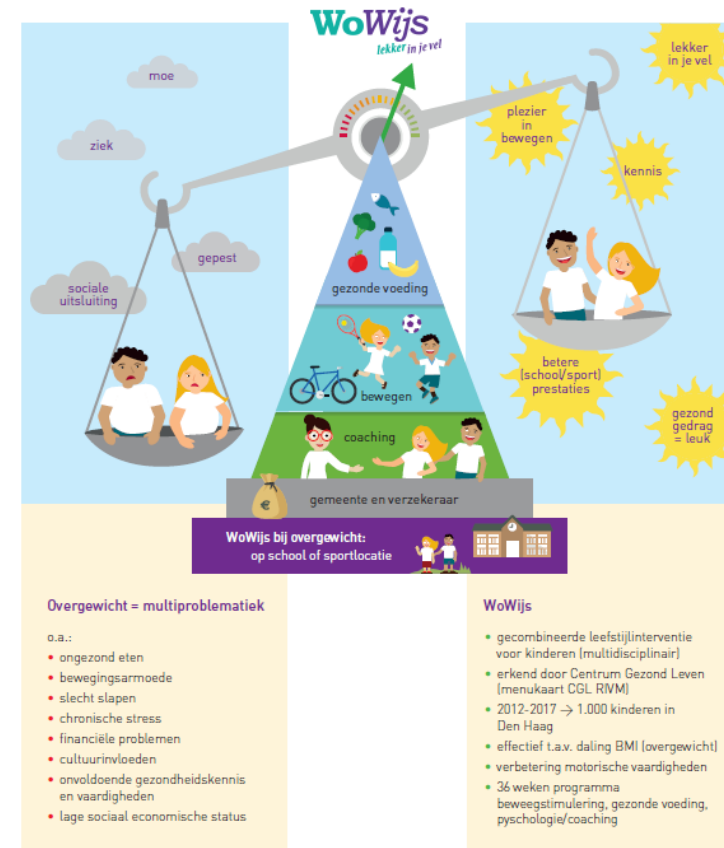 WoWijs
lekker in je vel
moe
ziek
gepest
sociale
uitsluiting
lekker
in je vel
plezier
in
bewegen
kennis
betere
(school/sport)
prestaties
gezond
gedrag
= leuk
gezonde voeding
bewegen
coaching
€
gemeente en verzekeraar
WoWijs bij overgewicht:
op school of sportlocatie
Overgewicht = multiproblematiek
o.a.:
• ongezond eten
• bewegingsarmoede
• slecht slapen
• chronische stress
• financiële problemen
• cultuurinvloeden
• onvoldoende gezondheidskennis
en vaardigheden
• lage sociaal economische status
WoWijs
• gecombineerde leefstijlinterventie
voor kinderen (multidisciplinair)
• erkend door Centrum Gezond Leven
(menukaart CGL RIVM)
• 2012-2017 → 1.000 kinderen in
Den Haag
• effectief t.a.v. daling BMI (overgewicht)
• verbetering motorische vaardigheden
• 36 weken programma
beweegstimulering, gezonde voeding,
pyschologie/coaching